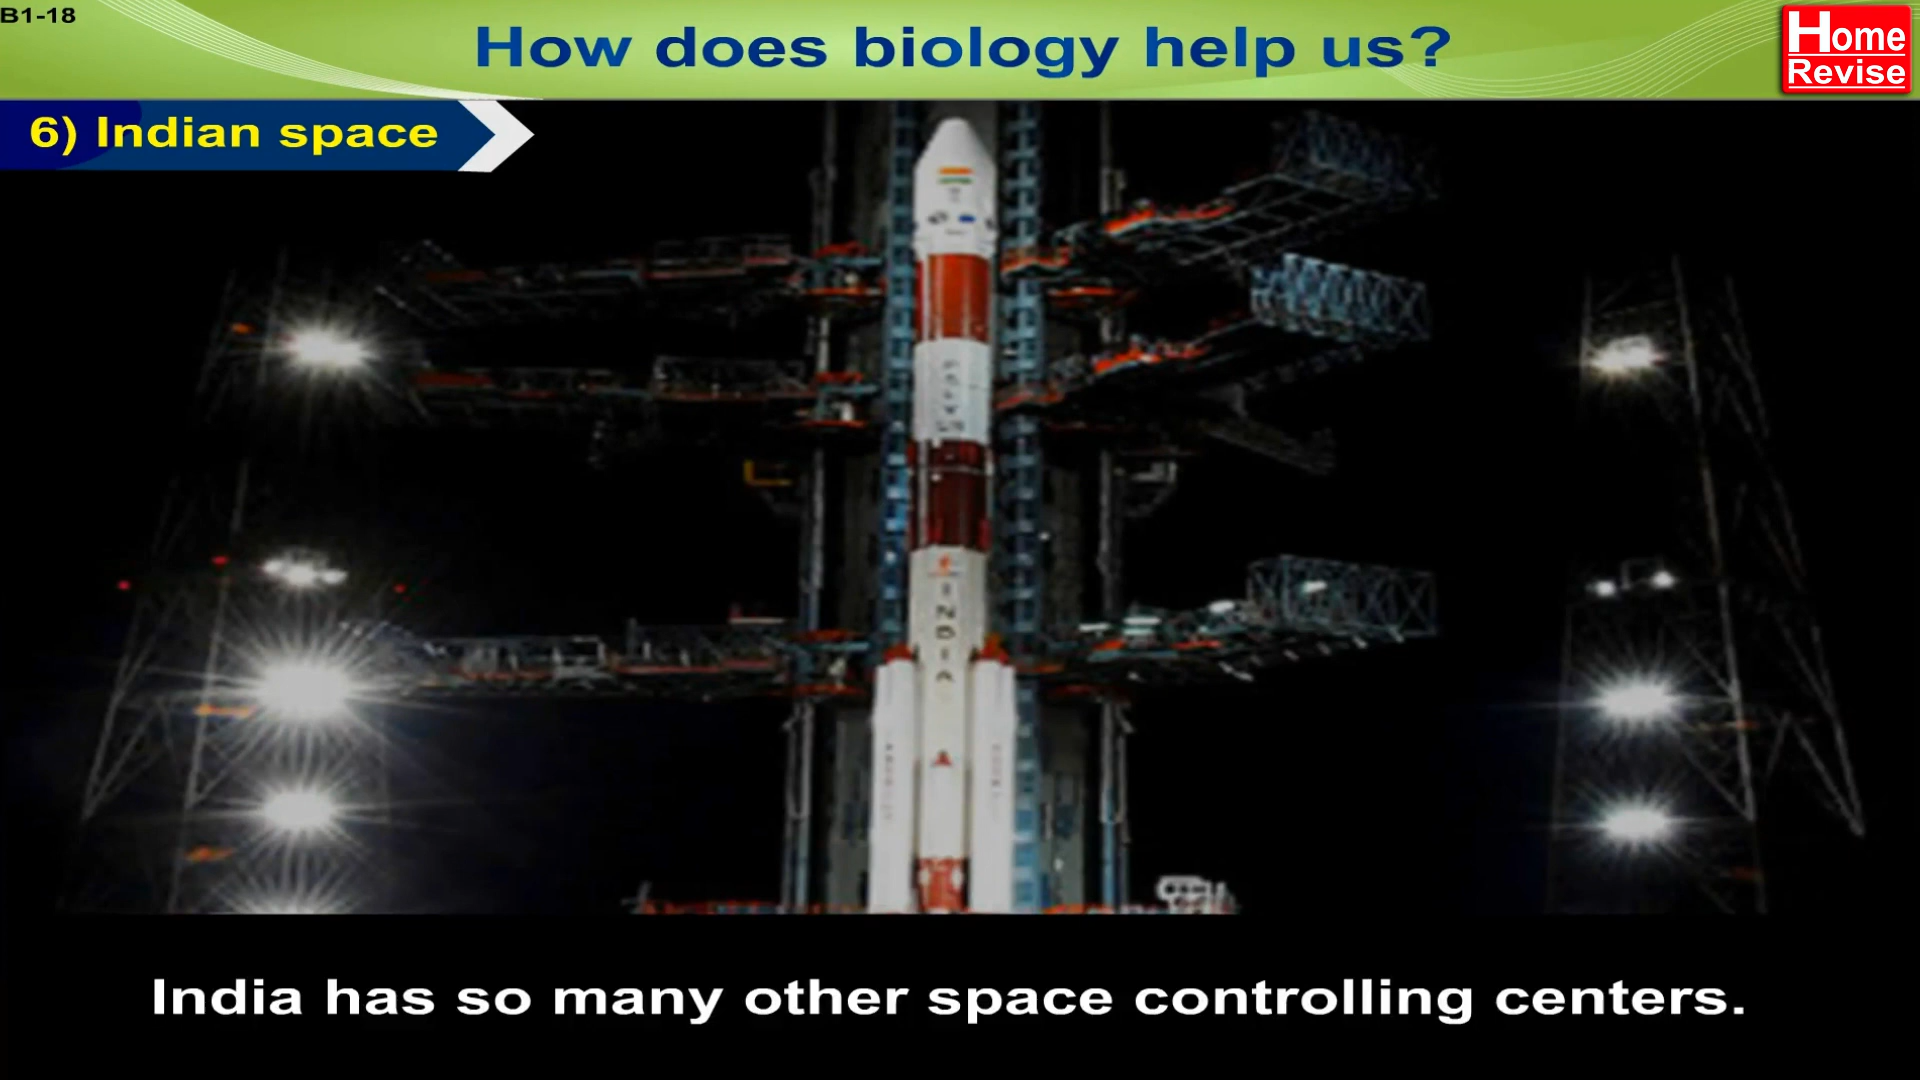 B1-18
How does biology help us?
Home
Revise
6) Indian space
INDIA
India has so many other space controlling centers.